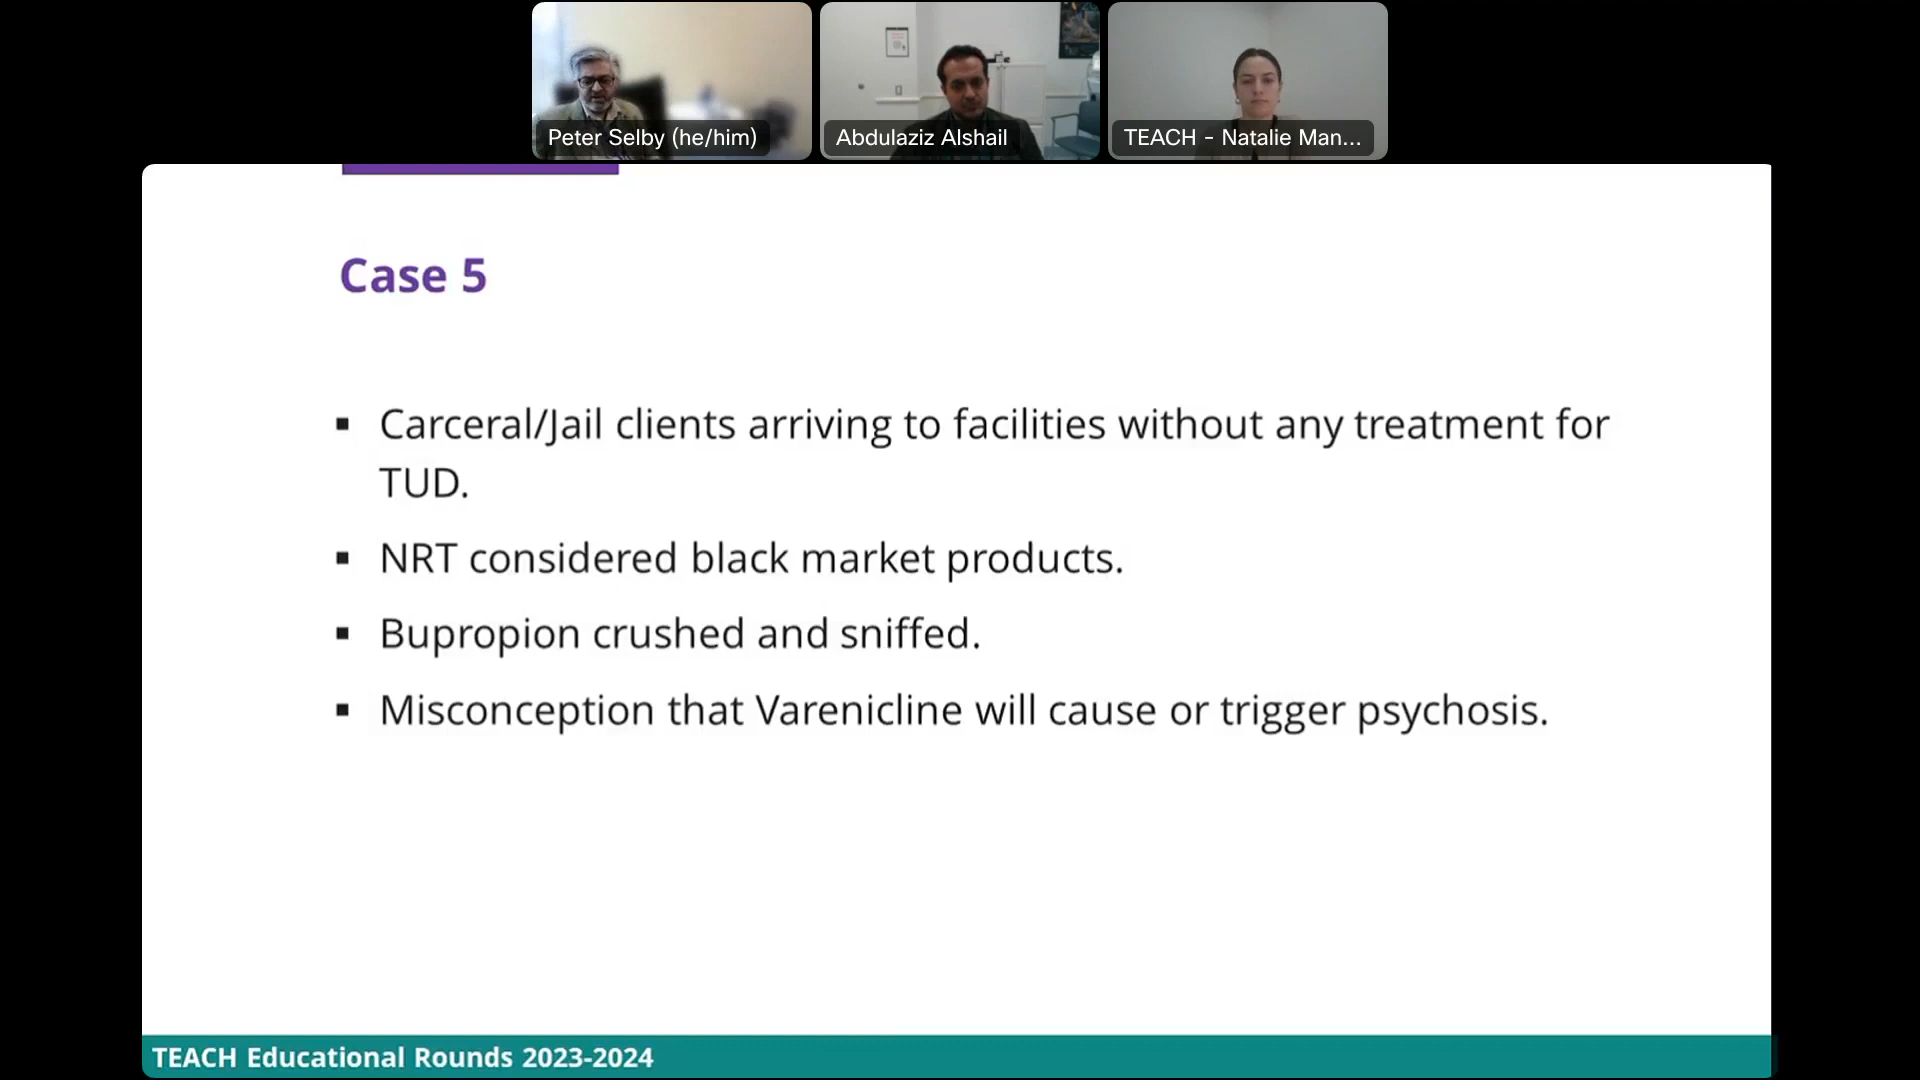 Peter Selby (he/him)
Abdulaziz Alshail
TEACH - Natalie Man...
Case 5
▪ Carceral/Jail clients arriving to facilities without any treatment for
TUD.
▪ NRT considered black market products.
▪ Bupropion crushed and sniffed.
▪ Misconception that Varenicline will cause or trigger psychosis.
TEACH Educational Rounds 2023-2024